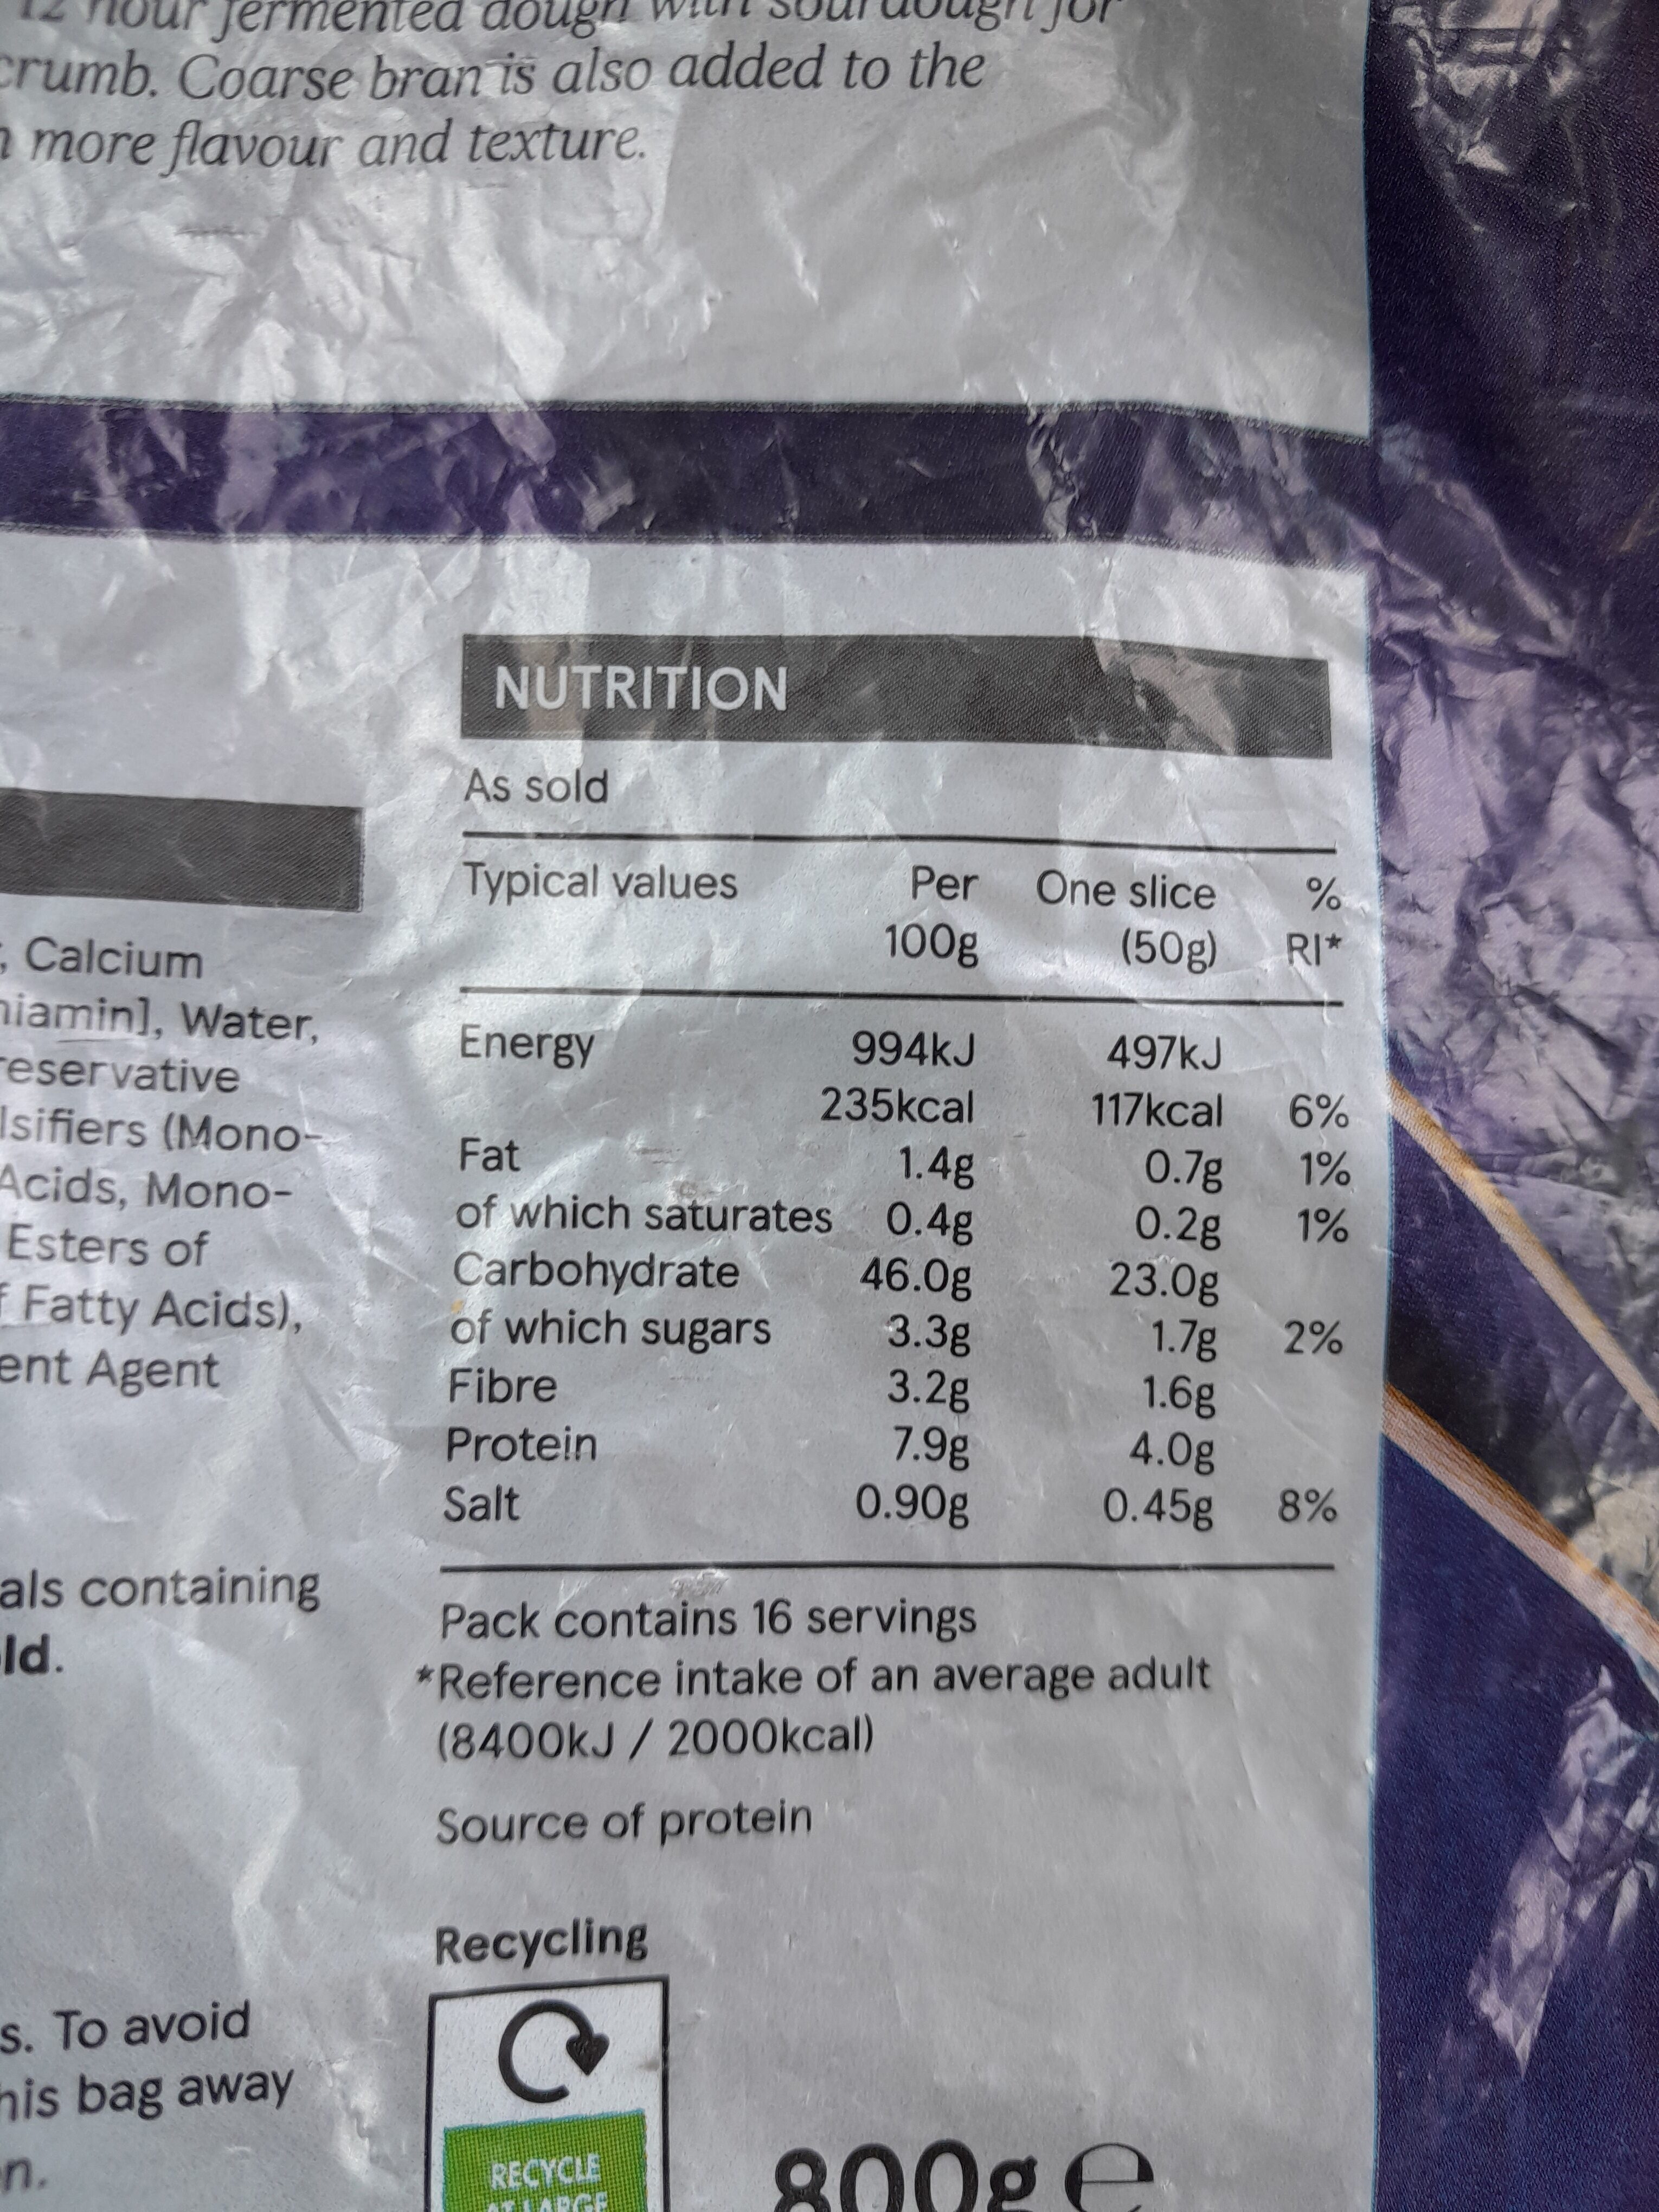 12 hour fermented dough with sourdough for
crumb. Coarse bran is also added to the
more flavour and texture.
NUTRITION
As sold
Typical values Per One slice %
100g (50g) RI*
Energy 994kJ 497kJ
235kcal 117kcal 6%
Fat 1.4g 0.7g 1%
of which saturates 0.4g 0.2g 1%
Carbohydrate 46.0g 23.0g
of which sugars 3.3g 1.7g 2%
Fibre 3.2g 1.6g
Protein 7.9g 4.0g
Salt 0.90g 0.45g 8%
Pack contains 16 servings
*Reference intake of an average adult
(8400kJ / 2000kcal)
Source of protein
Recycling
RECYCLE
AT LARGE
800g e
, Calcium
niamin], Water,
reservative
lsifiers (Mono-
Acids, Mono-
Esters of
f Fatty Acids),
ent Agent
als containing
ld.
s. To avoid
his bag away
n.